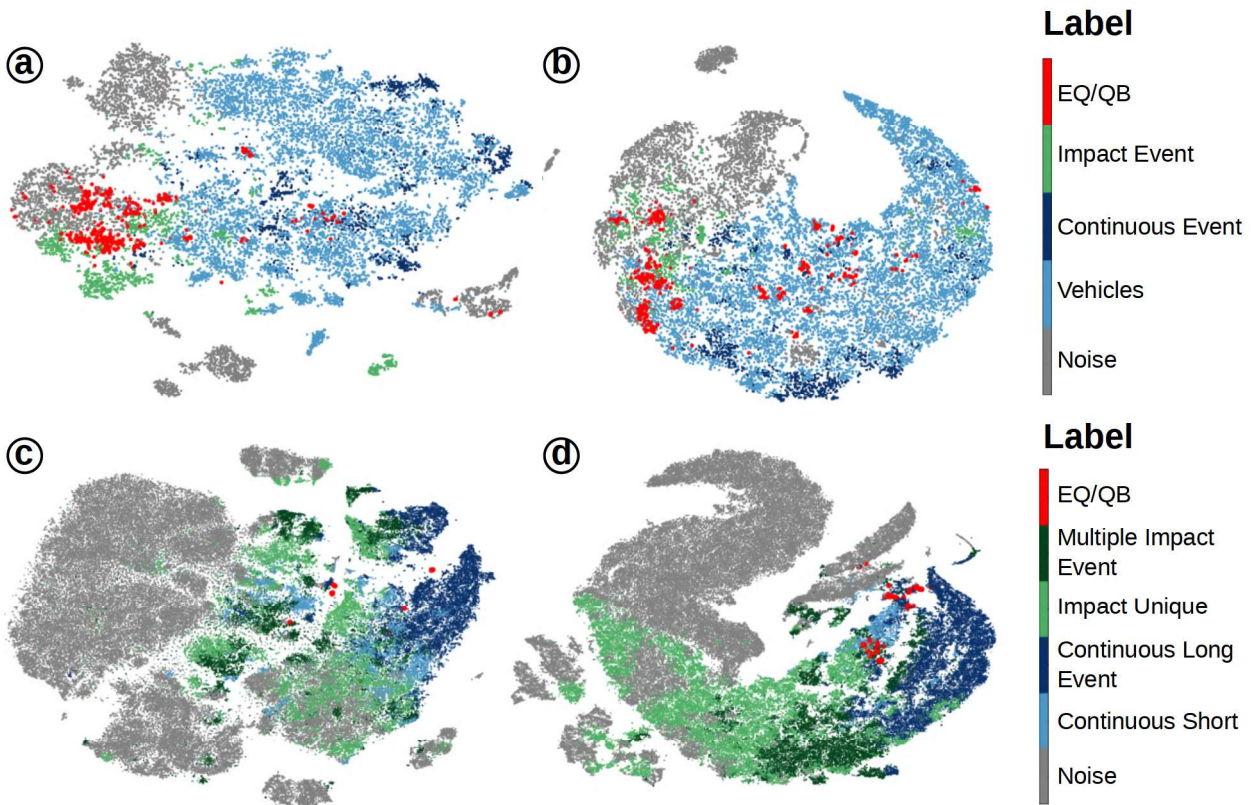 a
b
Label
EQ/QB
Impact Event
Continuous Event
Vehicles
Noise
c
d
Label
EQ/QB
Multiple Impact
Event
Impact Unique
Continuous Long
Event
Continuous Short
Noise